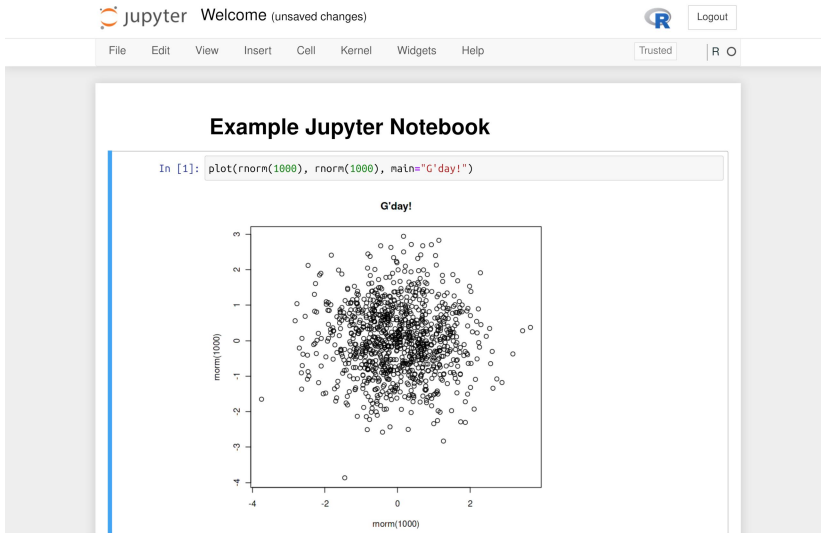 jupyter Welcome (unsaved changes)
R
Logout
File Edit View Insert Cell Kernel Widgets Help
Trusted
R
Example Jupyter Notebook
In [1]: plot(rnorm(1000), rnorm(1000), main="G'day!")
G'day!
3
2
1
0
-1
-2
-3
-4
rnorm(1000)
-4 -2 0 2
rnorm(1000)